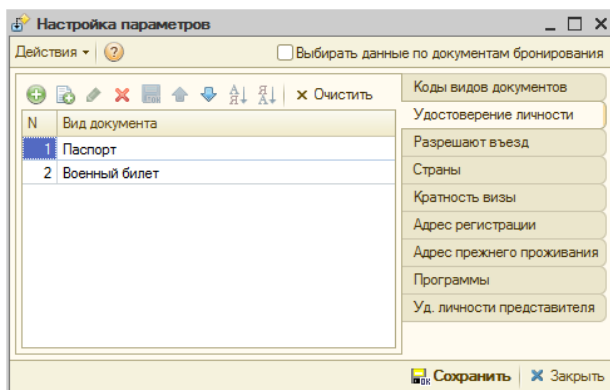 Настройка параметров
Действия
Выбирать данные по документам бронирования
Очистить
N Вид документа
1 Паспорт
2 Военный билет
Коды видов документов
Удостоверение личности
Разрешают въезд
Страны
Кратность визы
Адрес регистрации
Адрес прежнего проживания
Программы
Уд. личности представителя
Сохранить Закрыть